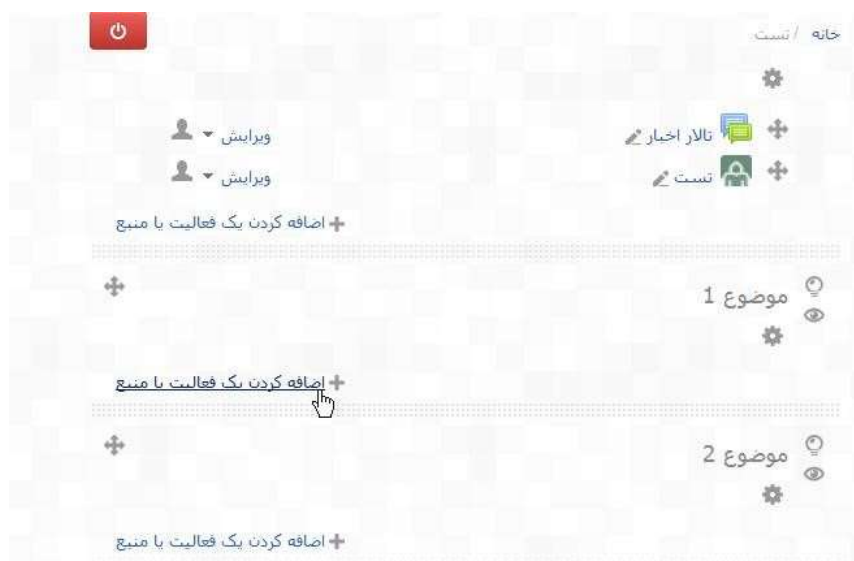 خانه / تست
تالار اخبار
ویرایش
تست
ویرایش
اضافه کردن یک فعالیت یا منبع
موضوع 1
اضافه کردن یک فعالیت یا منبع
موضوع 2
اضافه کردن یک فعالیت یا منبع